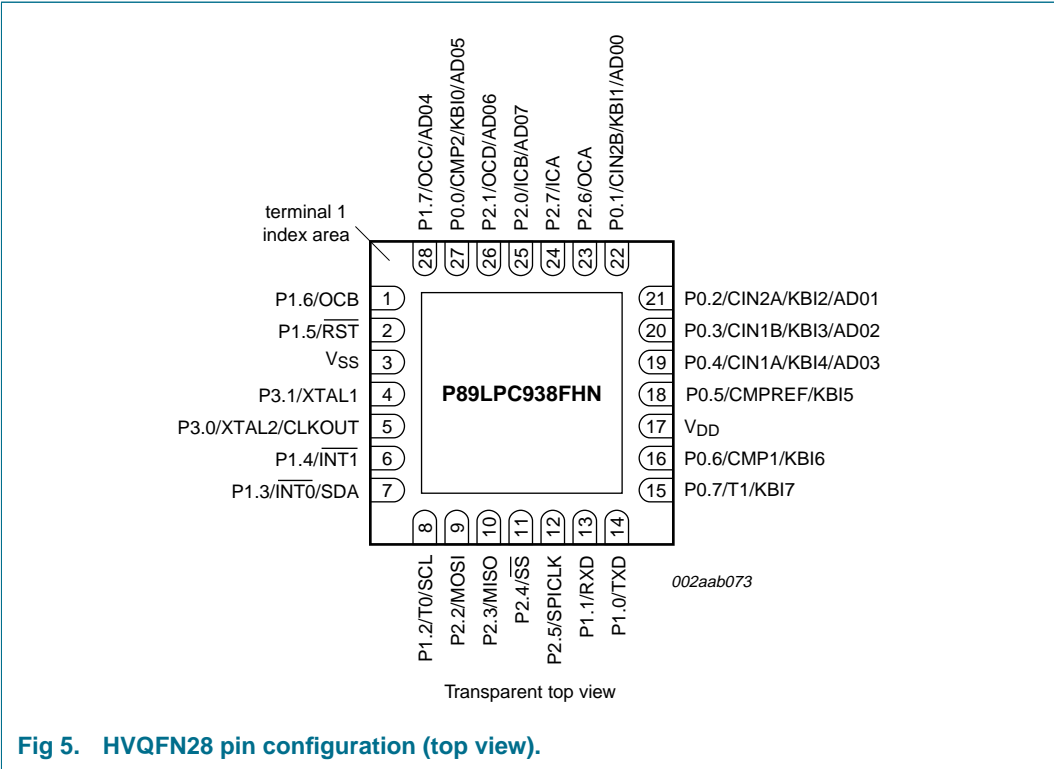 P1.7/OCC/AD04
P0.0/CMP2/KBI0/AD05
P2.1/OCD/AD06
P2.0/ICB/AD07
P2.7/ICA
P2.6/OCA
P0.1/CIN2B/KBI1/AD00
terminal 1
index area
28 27 26 25 24 23 22
P1.6/OCB 1
P1.5/R̅S̅T̅ 2
VSS 3
P3.1/XTAL1 4
P3.0/XTAL2/CLKOUT 5
P1.4/I̅N̅T̅1̅ 6
P1.3/I̅N̅T̅0̅/SDA 7
P89LPC938FHN
21 P0.2/CIN2A/KBI2/AD01
20 P0.3/CIN1B/KBI3/AD02
19 P0.4/CIN1A/KBI4/AD03
18 P0.5/CMPREF/KBI5
17 VDD
16 P0.6/CMP1/KBI6
15 P0.7/T1/KBI7
8 9 10 11 12 13 14
P1.2/T0/SCL
P2.2/MOSI
P2.3/MISO
P2.4/S̅S̅
P2.5/SPICLK
P1.1/RXD
P1.0/TXD
002aab073
Transparent top view
Fig 5. HVQFN28 pin configuration (top view).